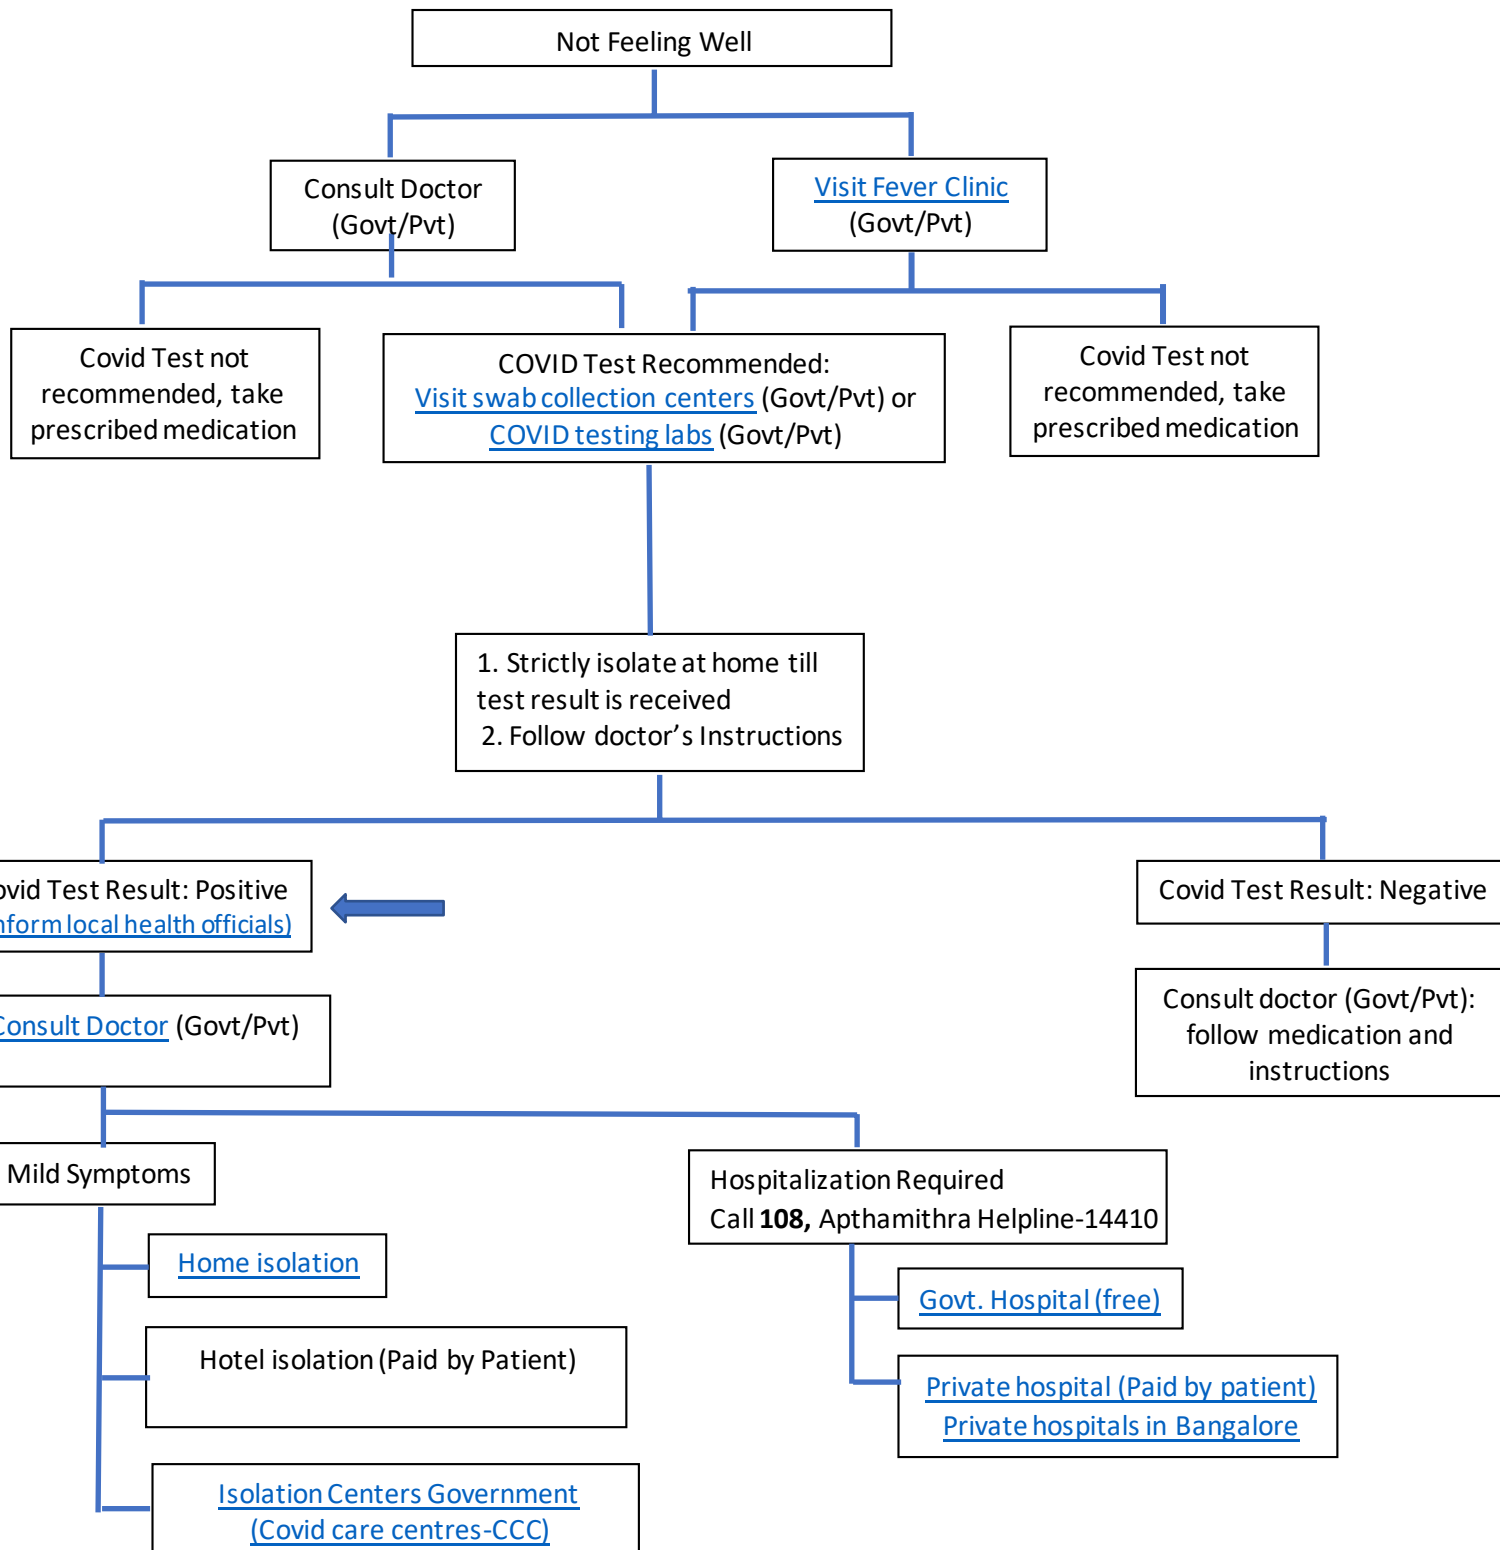 Not Feeling Well
Consult Doctor
(Govt/Pvt)
Visit Fever Clinic
(Govt/Pvt)
Covid Test not
recommended, take
prescribed medication
COVID Test Recommended:
Visit swab collection centers (Govt/Pvt) or
COVID testing labs (Govt/Pvt)
Covid Test not
recommended, take
prescribed medication
1. Strictly isolate at home till
test result is received
2. Follow doctor's Instructions
ovid Test Result: Positive
nform local health officials)
Covid Test Result: Negative
Consult Doctor (Govt/Pvt)
Consult doctor (Govt/Pvt):
follow medication and
instructions
Mild Symptoms
Hospitalization Required
Call 108, Apthamithra Helpline-14410
Home isolation
Govt. Hospital (free)
Hotel isolation (Paid by Patient)
Private hospital (Paid by patient)
Private hospitals in Bangalore
Isolation Centers Government
(Covid care centres-CCC)